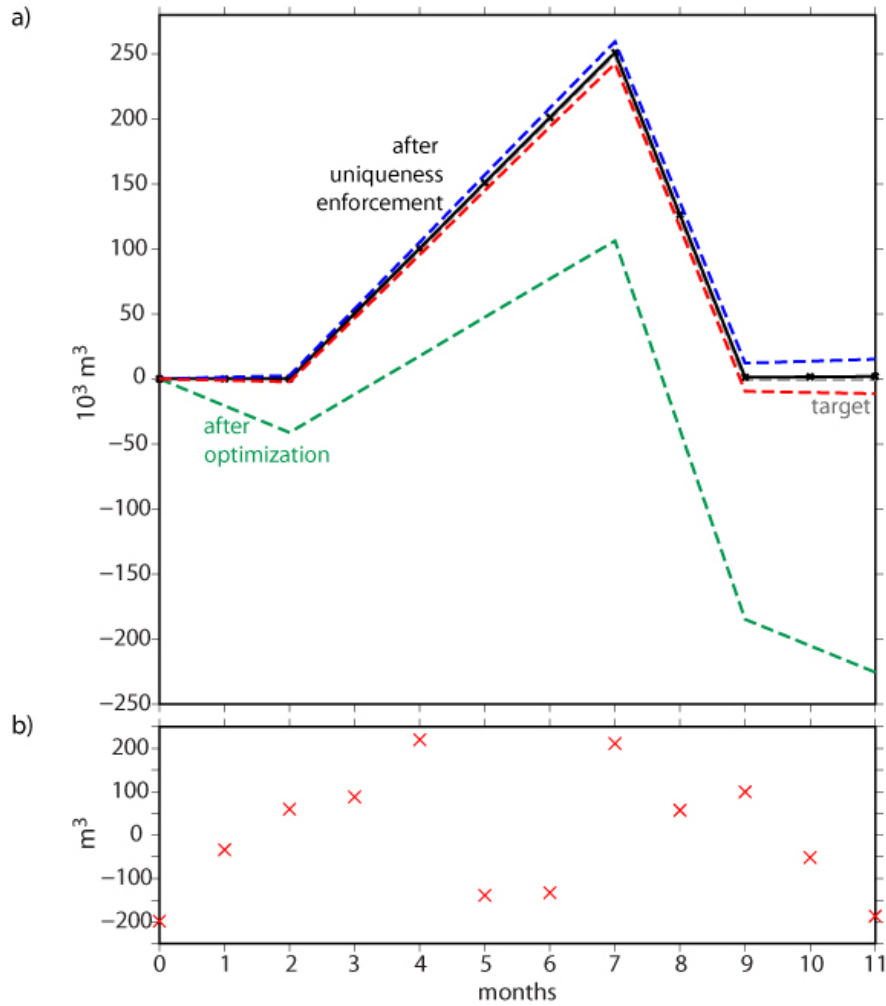 a)
250
200
150
100
50
0
−50
−100
−150
−200
−250
10³ m³
after
uniqueness
enforcement
after
optimization
target
b)
200
100
0
−100
−200
m³
0 1 2 3 4 5 6 7 8 9 10 11
months